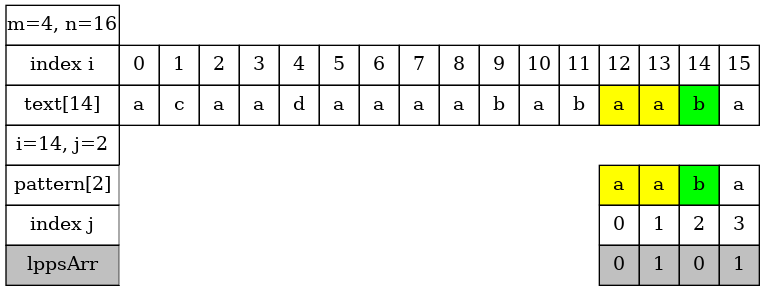 m=4, n=16
index i 0 1 2 3 4 5 6 7 8 9 10 11 12 13 14 15
text[14] a c a a d a a a a b a b a a b a
i=14, j=2
pattern[2] a a b a
index j 0 1 2 3
lppsArr 0 1 0 1